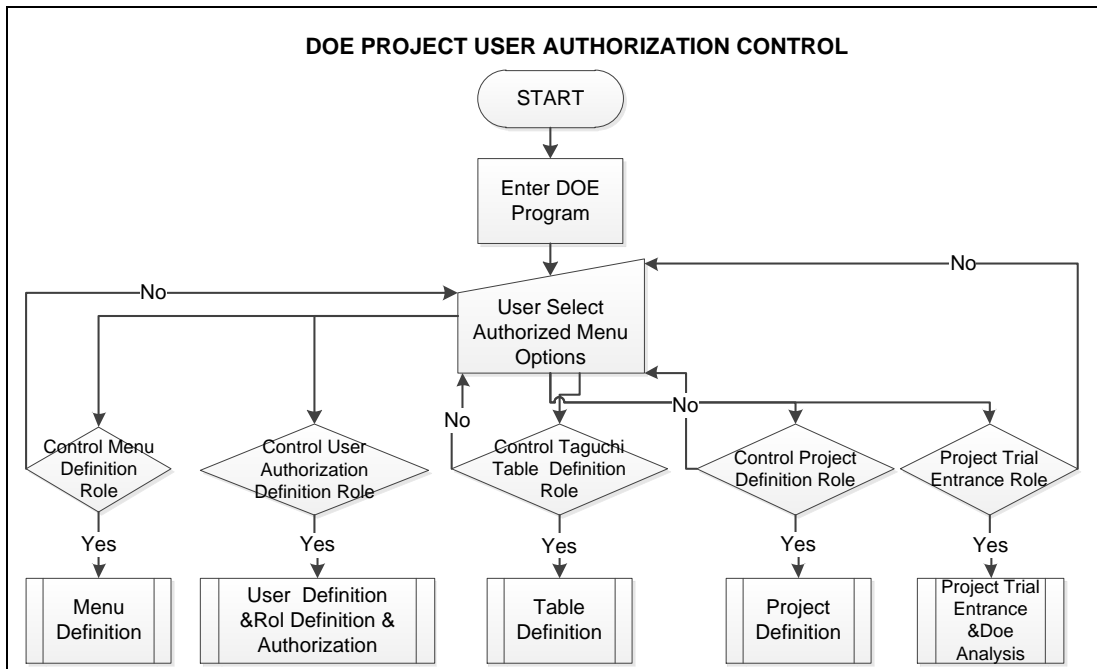 DOE PROJECT USER AUTHORIZATION CONTROL
START
Enter DOE
Program
No
No
User Select
Authorized Menu
Options
No
No
Control Menu
Definition
Role
Control User
Authorization
Definition Role
Control Taguchi
Table Definition
Role
Control Project
Definition Role
Project Trial
Entrance Role
Yes
Yes
Yes
Yes
Yes
Menu
Definition
User Definition
&Rol Definition &
Authorization
Table
Definition
Project
Definition
Project Trial
Entrance
&Doe
Analysis